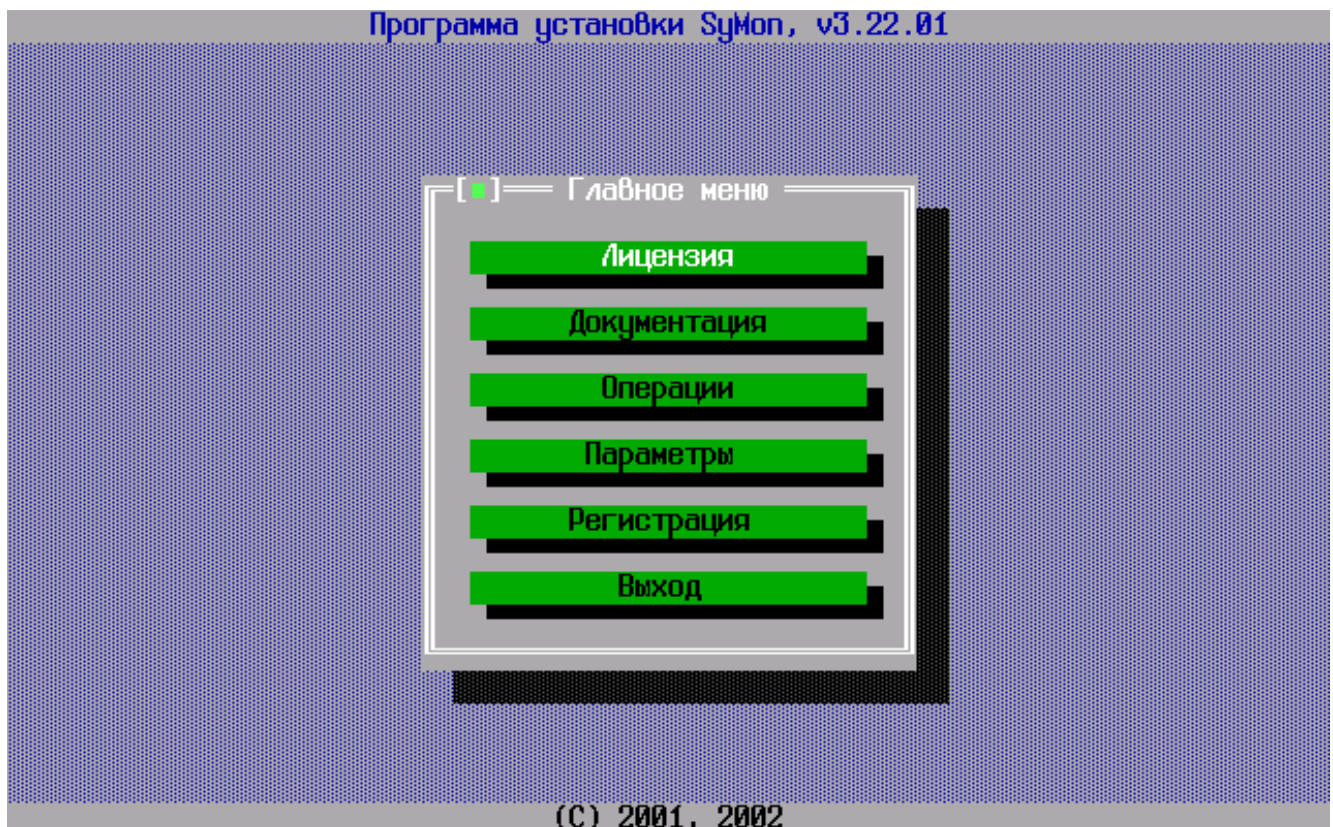 Программа установки SyMon, v3.22.01
[■] Главное меню
Лицензия
Документация
Операции
Параметры
Регистрация
Выход
(C) 2001, 2002